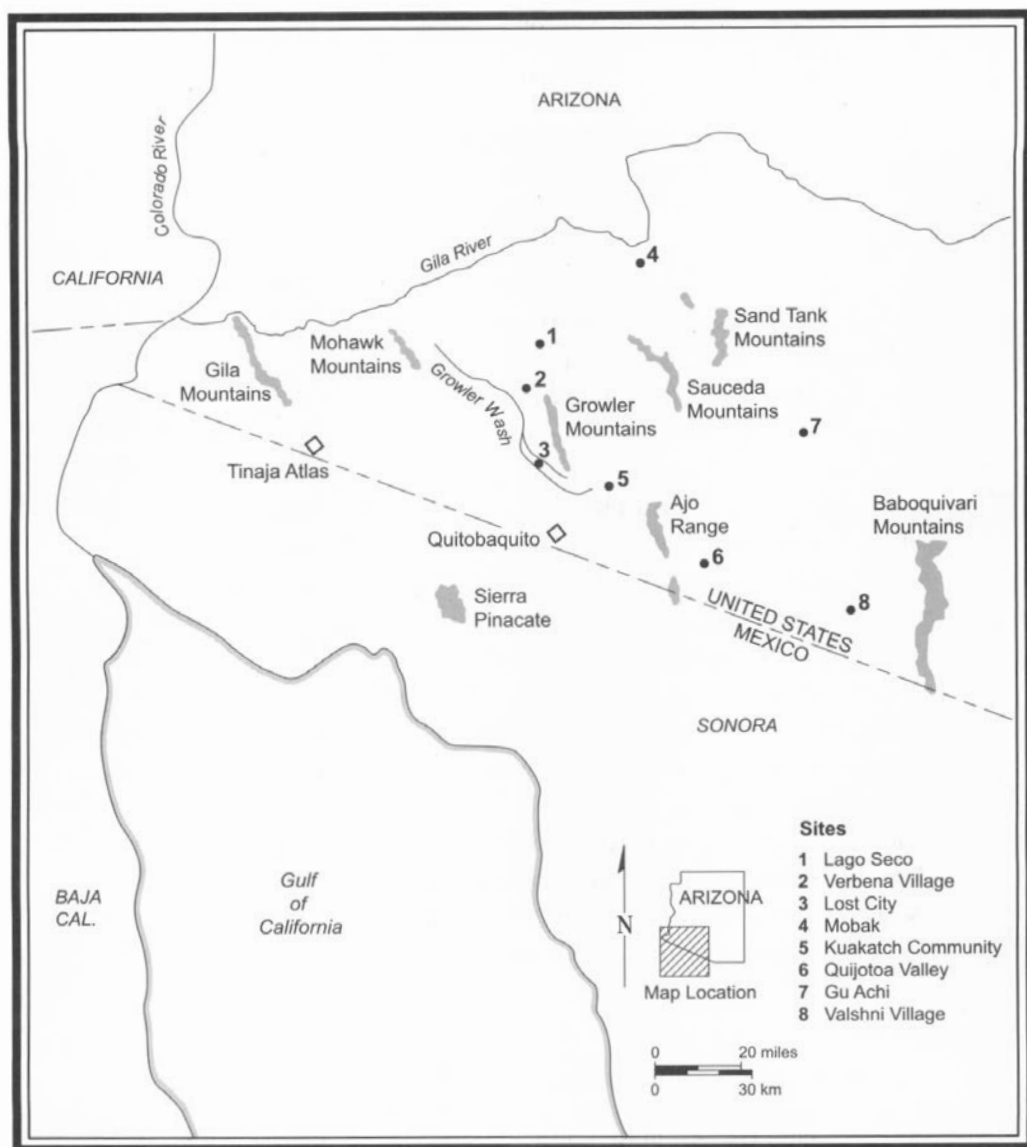 ARIZONA
Colorado River
Gila River
4
CALIFORNIA
Sand Tank
Mountains
Mohawk
Mountains
1
Gila
Mountains
Growler Wash
2
Sauceda
Mountains
Growler
Mountains
7
3
Tinaja Atlas
5
Ajo
Range
Baboquivari
Mountains
Quitobaquito
6
Sierra
Pinacate
8
UNITED STATES
MEXICO
SONORA
Sites
1 Lago Seco
2 Verbena Village
3 Lost City
4 Mobak
5 Kuakatch Community
6 Quijotoa Valley
7 Gu Achi
8 Valshni Village
BAJA
CAL.
Gulf
of
California
N
ARIZONA
Map Location
0 20 miles
0 30 km